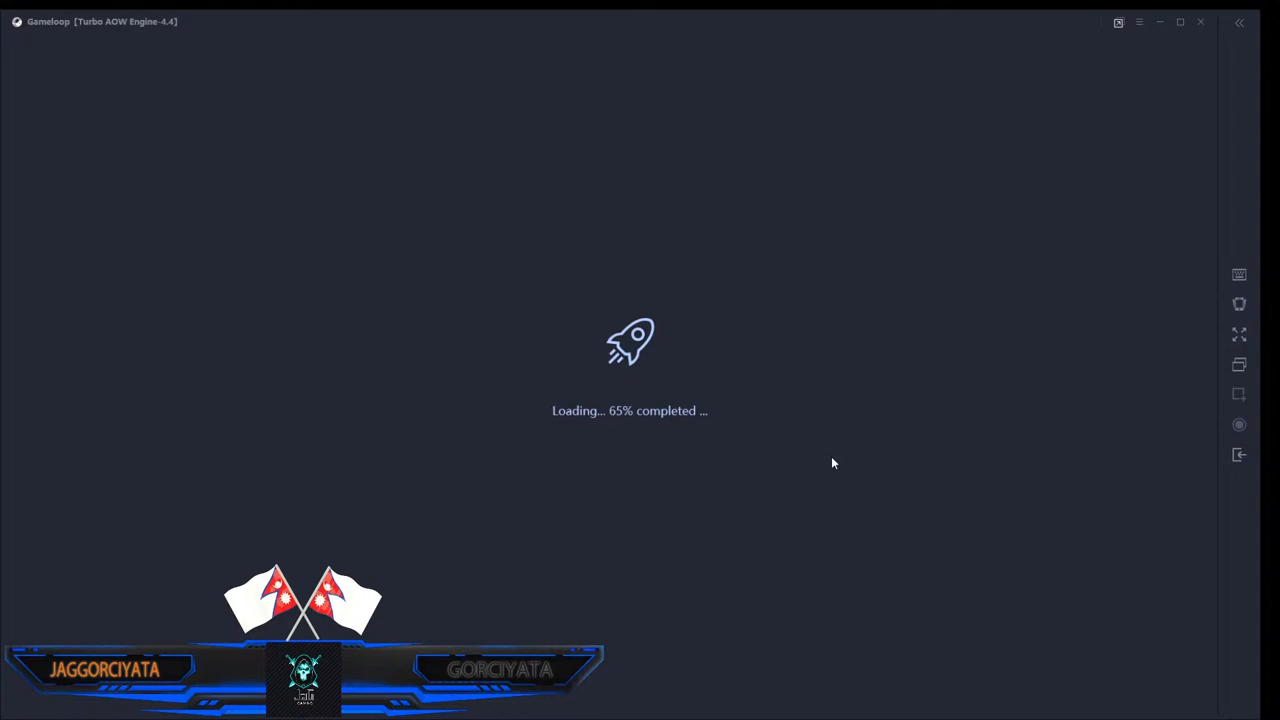 Gameloop [Turbo AOW Engine-4.4]
Loading... 65% completed ...
JAGGORCIYATA
GORCIYATA